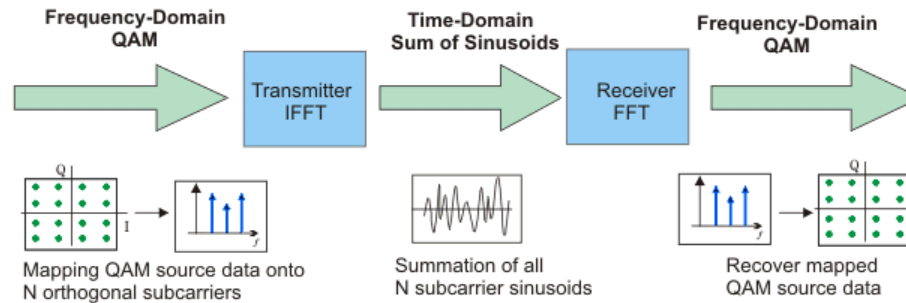 Frequency-Domain
QAM
Time-Domain
Sum of Sinusoids
Frequency-Domain
QAM
Transmitter
IFFT
Receiver
FFT
Q
I
f
Mapping QAM source data onto
N orthogonal subcarriers
Summation of all
N subcarrier sinusoids
f
Q
I
Recover mapped
QAM source data